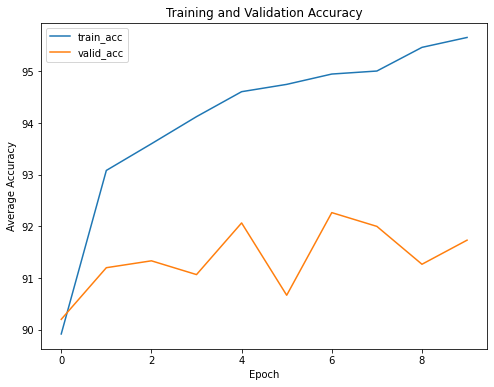 Training and Validation Accuracy
train_acc
valid_acc
Average Accuracy
95
94
93
92
91
90
0
2
4
6
8
Epoch